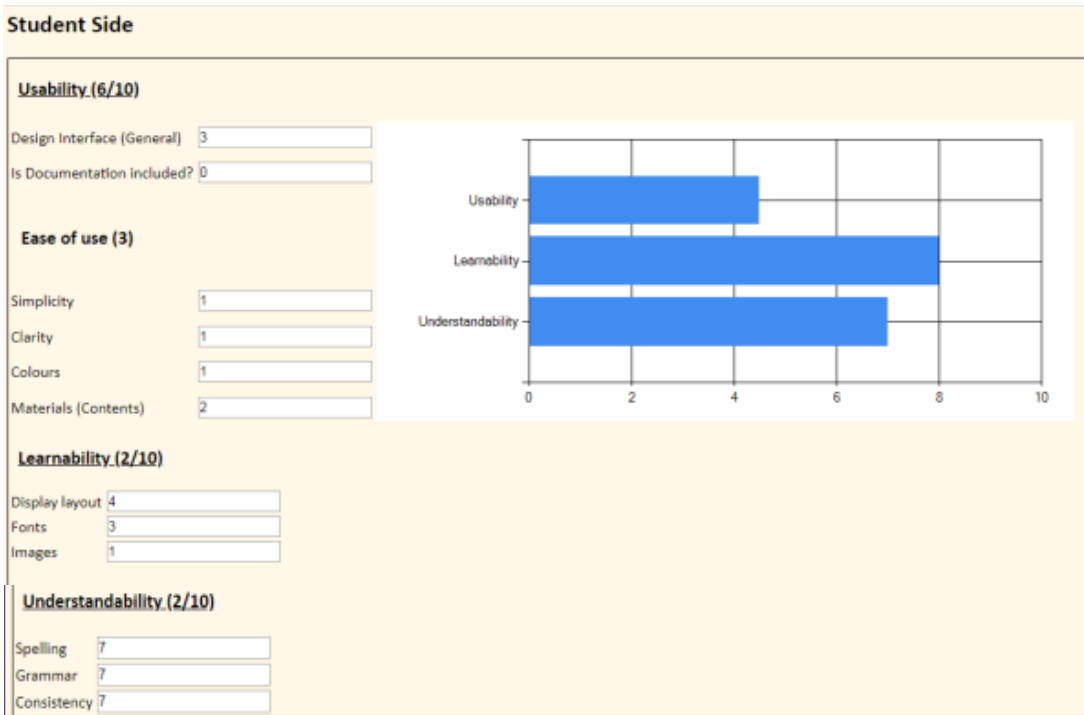 Student Side
Usability (6/10)
Design Interface (General) 3
Is Documentation included? 0
Ease of use (3)
Simplicity 1
Clarity 1
Colours 1
Materials (Contents) 2
Usability
Learnability
Understandability
0 2 4 6 8 10
Learnability (2/10)
Display layout 4
Fonts 3
Images 1
Understandability (2/10)
Spelling 7
Grammar 7
Consistency 7